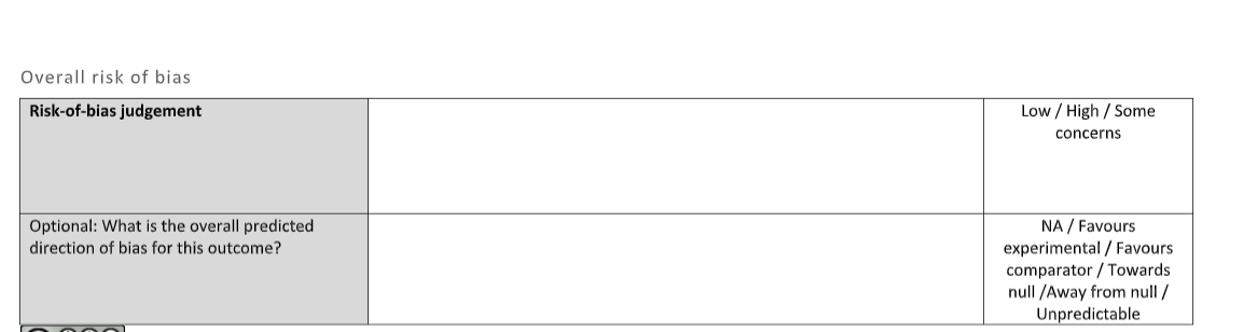 Overall risk of bias
Risk-of-bias judgement
Low / High / Some
concerns
Optional: What is the overall predicted
direction of bias for this outcome?
NA / Favours
experimental / Favours
comparator / Towards
null /Away from null /
Unpredictable